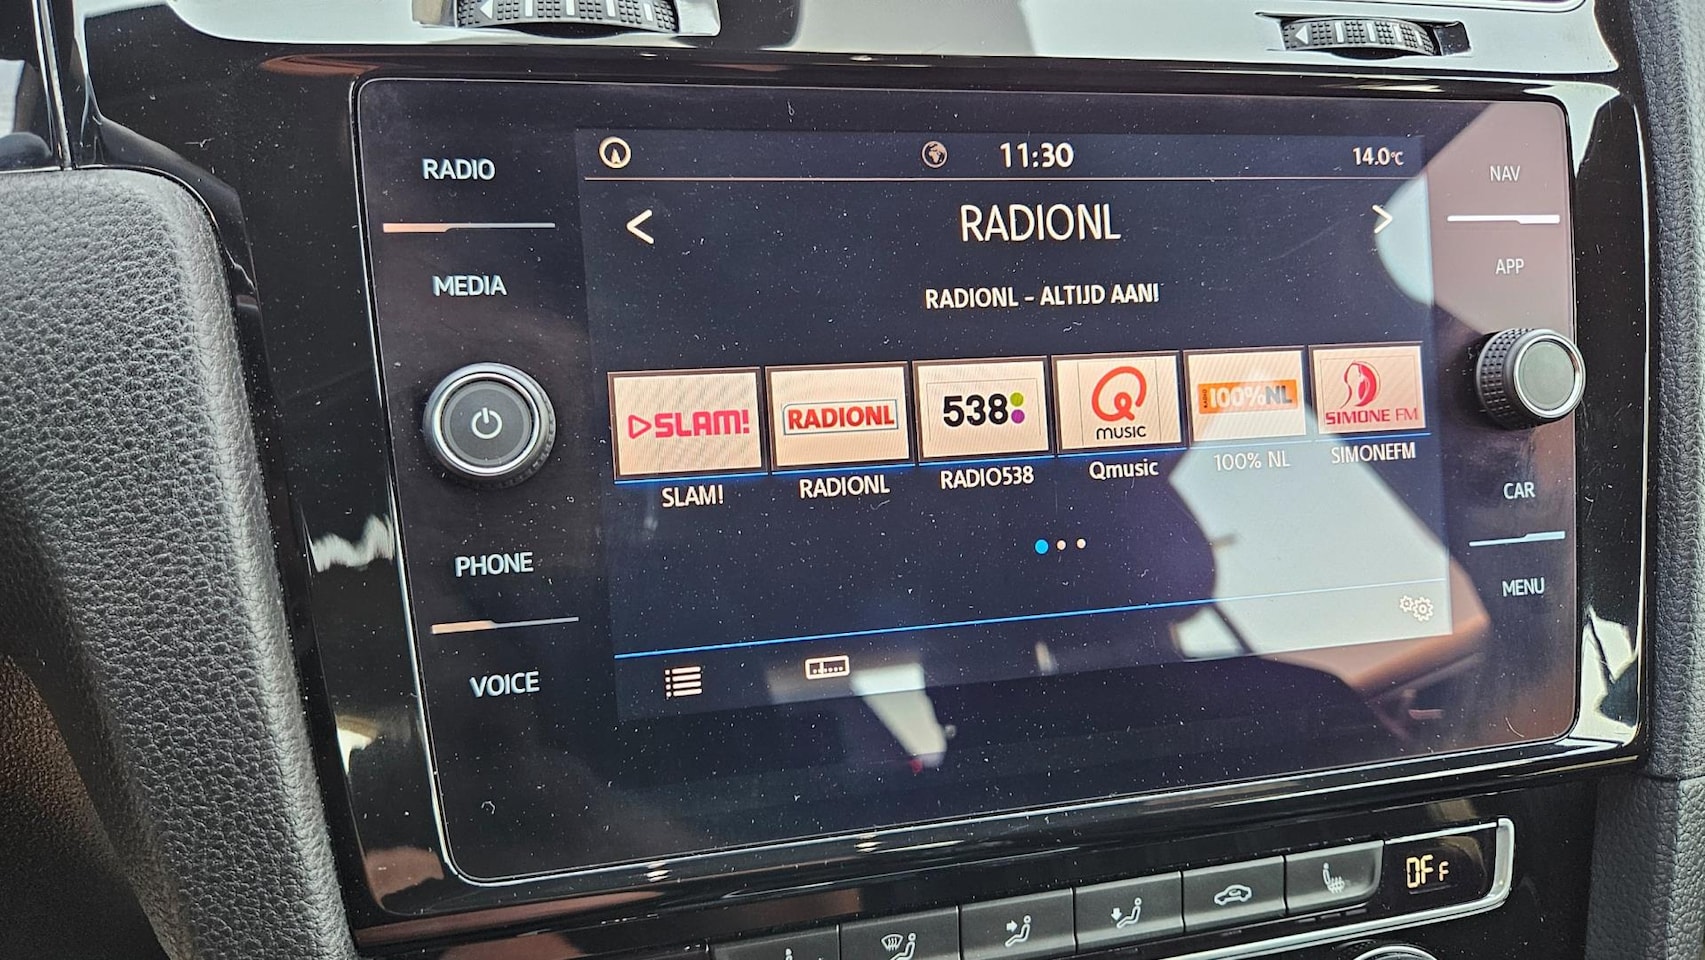 RADIO
MEDIA
PHONE
VOICE
11:30
14.0°C
<
RADIONL
>
RADIONL - ALTIJD AAN!
SLAM!
RADIONL
538
Q
MUSIC
RADIO
100%NL
SIMONE FM
SLAM!
RADIONL
RADIO538
Qmusic
100% NL
SIMONEFM
NAV
APP
CAR
MENU
OFF